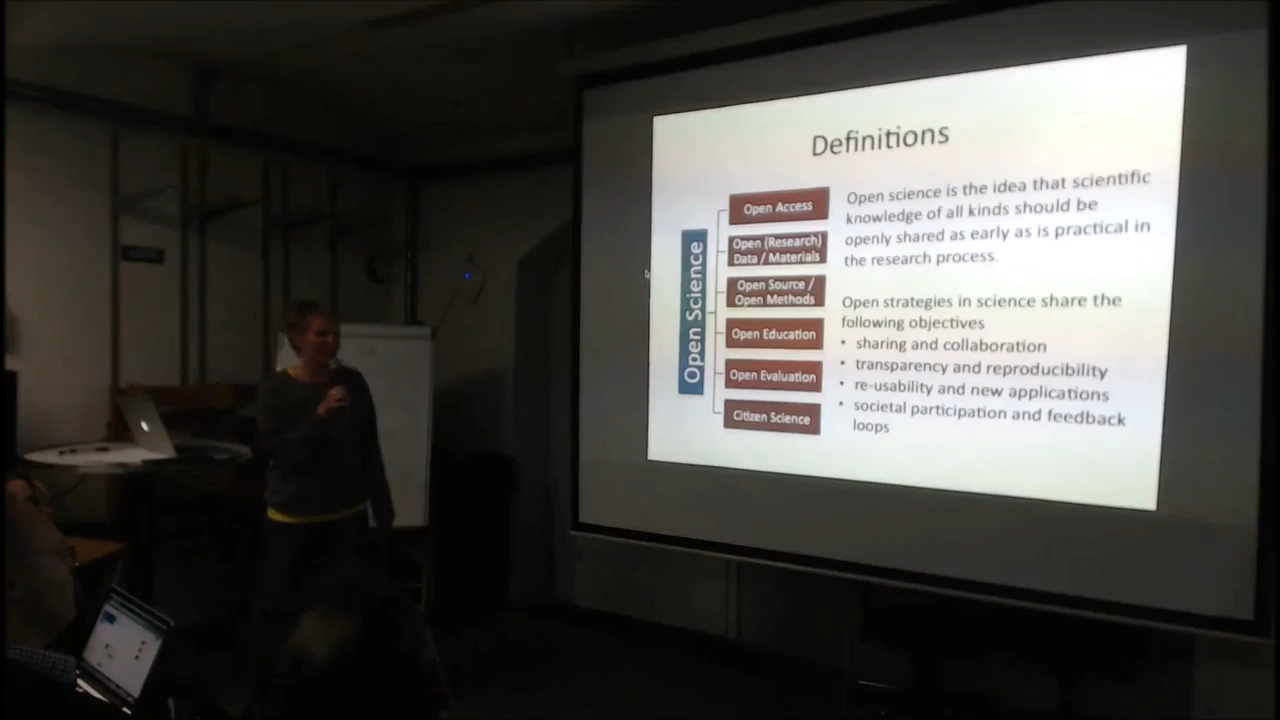 Definitions
Open Science
Open Access
Open (Research)
Data / Materials
Open Source /
Open Methods
Open Education
Open Evaluation
Citizen Science
Open science is the idea that scientific
knowledge of all kinds should be
openly shared as early as is practical in
the research process.
Open strategies in science share the
following objectives
• sharing and collaboration
• transparency and reproducibility
• re-usability and new applications
• societal participation and feedback
loops